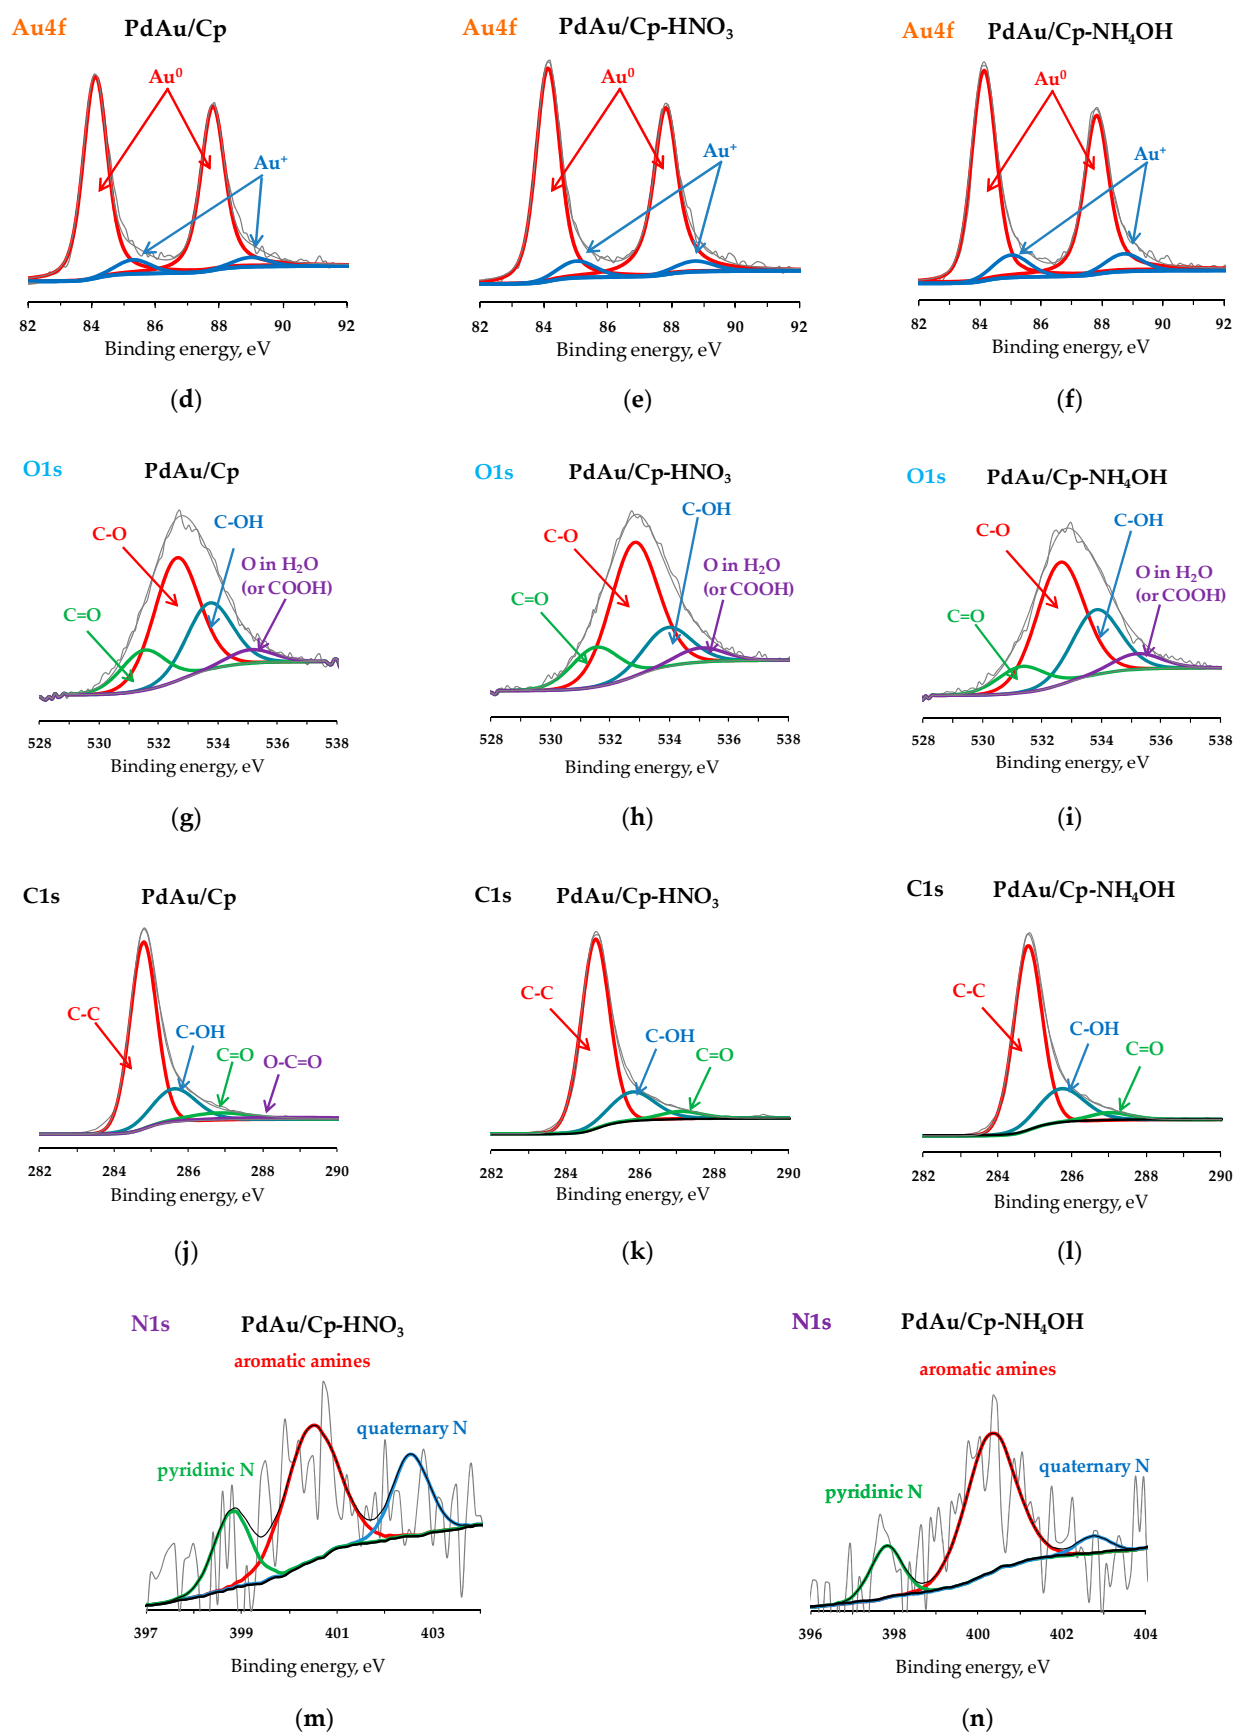 Au4f PdAu/Cp
Au⁰
Au⁺
82 84 86 88 90 92
Binding energy, eV
(d)
Au4f PdAu/Cp-HNO₃
Au⁰
Au⁺
82 84 86 88 90 92
Binding energy, eV
(e)
Au4f PdAu/Cp-NH₄OH
Au⁰
Au⁺
82 84 86 88 90 92
Binding energy, eV
(f)
O1s PdAu/Cp
C-OH
C-O
O in H₂O
(or COOH)
C=O
528 530 532 534 536 538
Binding energy, eV
(g)
O1s PdAu/Cp-HNO₃
C-OH
C-O
O in H₂O
(or COOH)
C=O
528 530 532 534 536 538
Binding energy, eV
(h)
O1s PdAu/Cp-NH₄OH
C-OH
C-O
O in H₂O
(or COOH)
C=O
528 530 532 534 536 538
Binding energy, eV
(i)
C1s PdAu/Cp
C-C
C-OH
C=O
O-C=O
282 284 286 288 290
Binding energy, eV
(j)
C1s PdAu/Cp-HNO₃
C-C
C-OH
C=O
282 284 286 288 290
Binding energy, eV
(k)
C1s PdAu/Cp-NH₄OH
C-C
C-OH
C=O
282 284 286 288 290
Binding energy, eV
(l)
N1s PdAu/Cp-HNO₃
aromatic amines
quaternary N
pyridinic N
397 399 401 403
Binding energy, eV
(m)
N1s PdAu/Cp-NH₄OH
aromatic amines
quaternary N
pyridinic N
396 398 400 402 404
Binding energy, eV
(n)